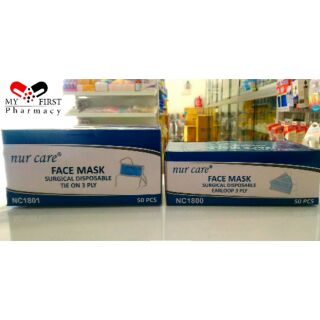 MY FIRST
Pharmacy
nur care®
FACE MASK
SURGICAL DISPOSABLE
TIE ON 3 PLY
NC1801
50 PCS
nur care®
FACE MASK
SURGICAL DISPOSABLE
EARLOOP 3 PLY
NC1800
50 PCS